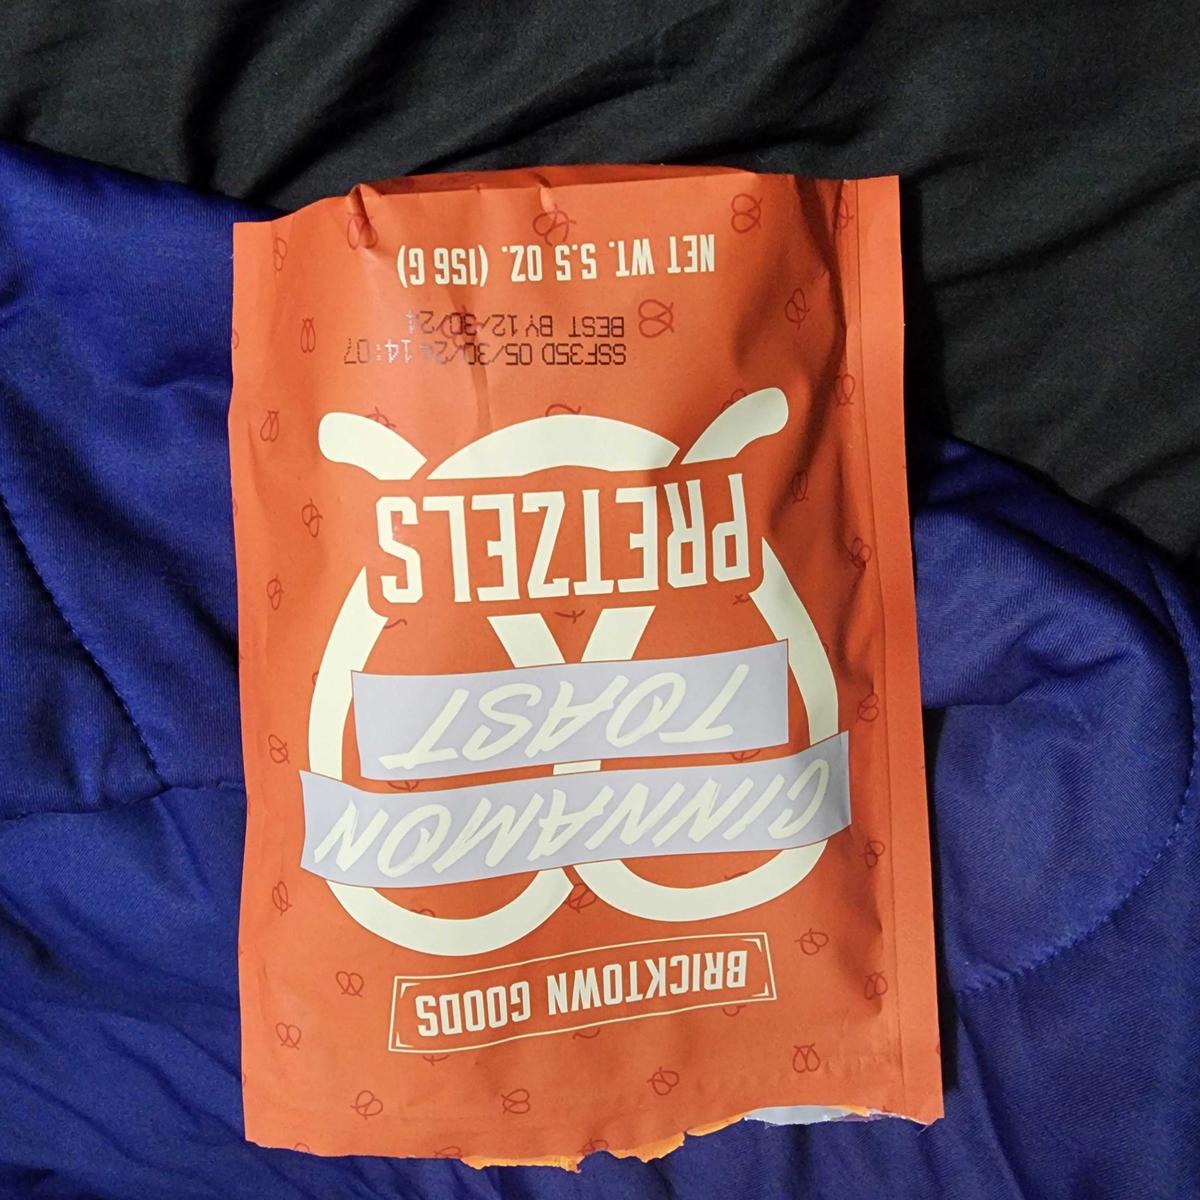 BRICKTOWN GOODS
CINNAMON
TOAST
PRETZELS
SSF35D 05/30/24 14:07
BEST BY 12/30/24
NET WT. 5.5 OZ. (156 G)